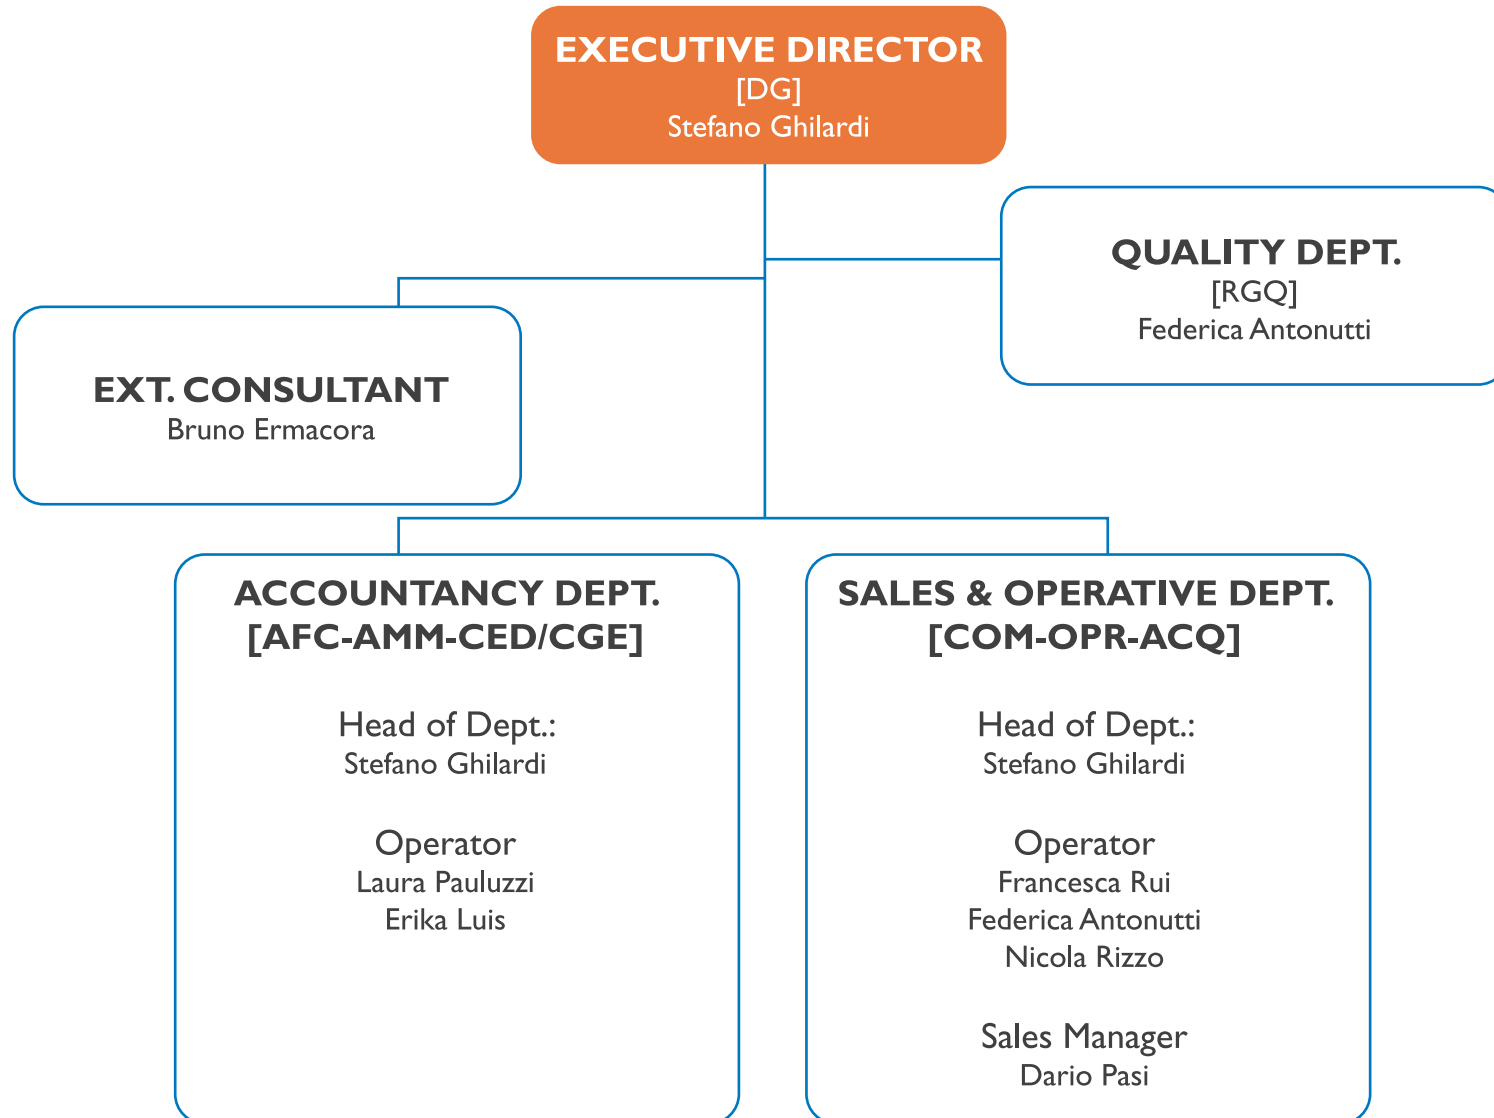 EXECUTIVE DIRECTOR
[DG]
Stefano Ghilardi
QUALITY DEPT.
[RGQ]
Federica Antonutti
EXT. CONSULTANT
Bruno Ermacora
ACCOUNTANCY DEPT.
[AFC-AMM-CED/CGE]
Head of Dept.:
Stefano Ghilardi
Operator
Laura Pauluzzi
Erika Luis
SALES & OPERATIVE DEPT.
[COM-OPR-ACQ]
Head of Dept.:
Stefano Ghilardi
Operator
Francesca Rui
Federica Antonutti
Nicola Rizzo
Sales Manager
Dario Pasi